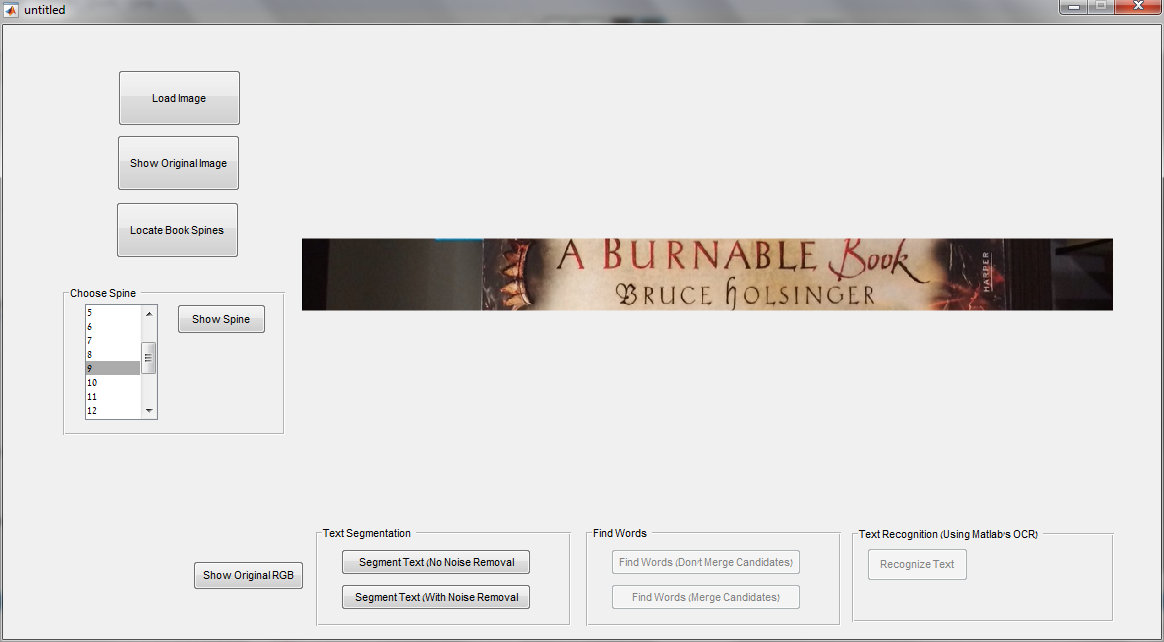 untitled
Load Image
Show Original Image
Locate Book Spines
A BURNABLE Book
BRUCE HOLSINGER
HARPER
Choose Spine
5
6
7
8
9
10
11
12
Show Spine
Show Original RGB
Text Segmentation
Segment Text (No Noise Removal
Segment Text (With Noise Removal
Find Words
Find Words (Don't Merge Candidates)
Find Words (Merge Candidates)
Text Recognition (Using Matlab's OCR)
Recognize Text